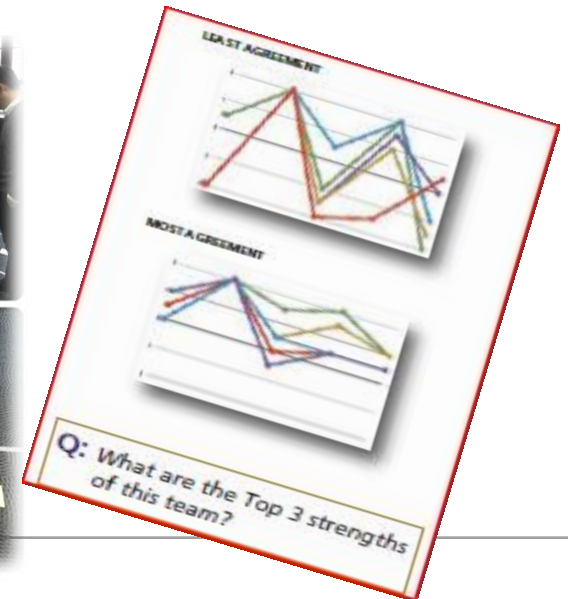 LEAST AGREEMENT
MOST AGREEMENT
Q: What are the Top 3 strengths
of this team?